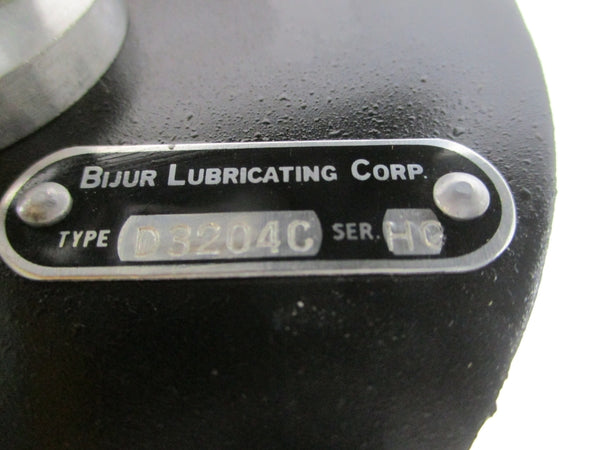 BIJUR LUBRICATING CORP.
TYPE D3204C SER. HC